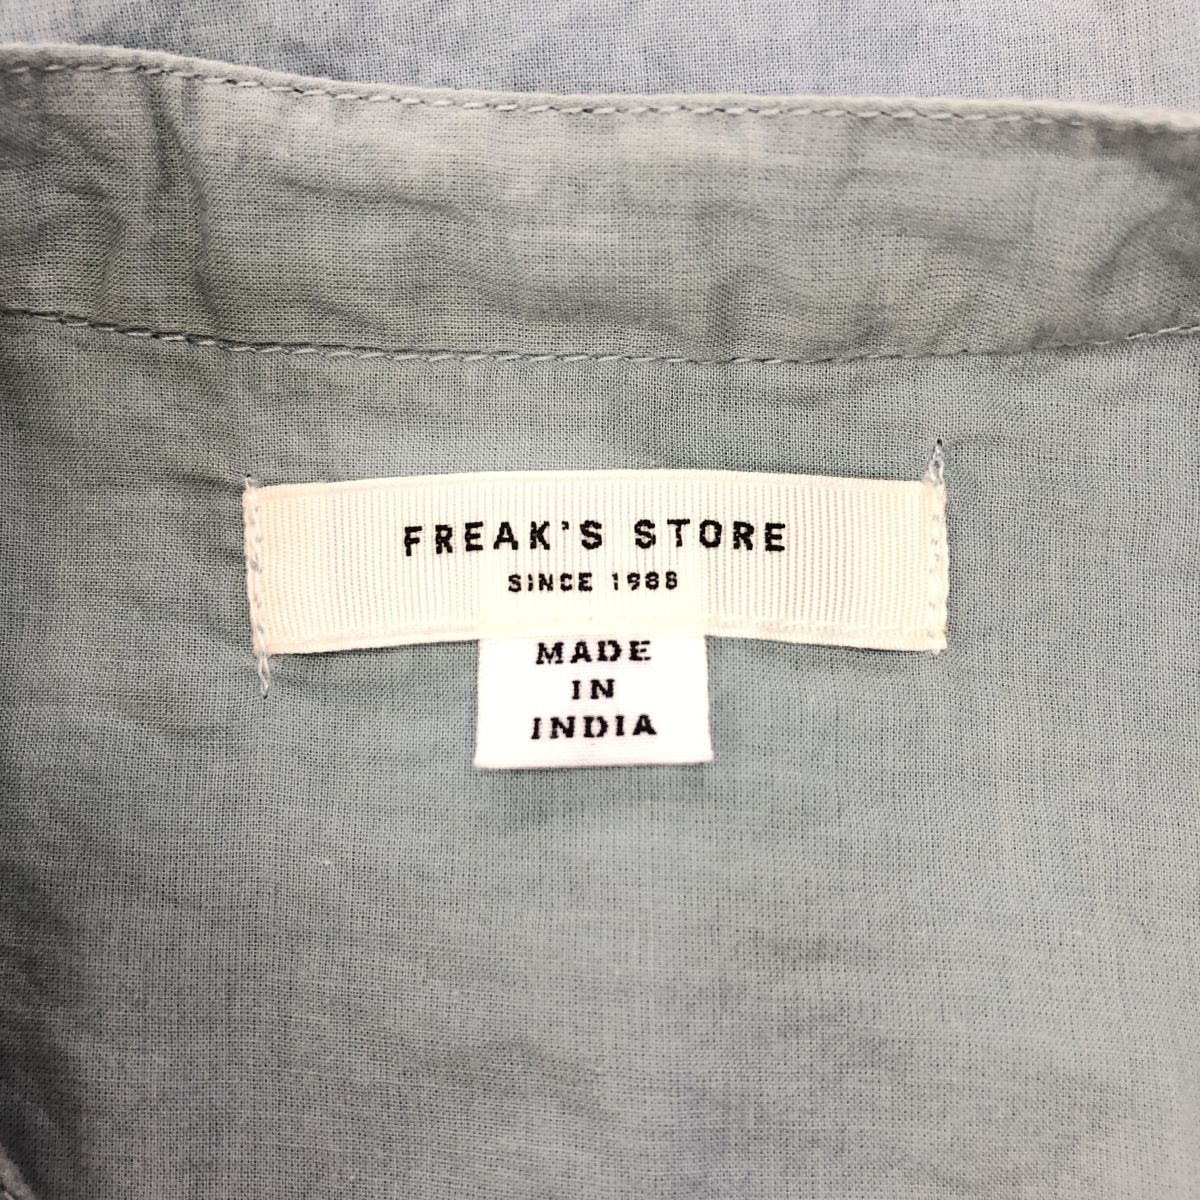 FREAK'S STORE
SINCE 1988
MADE
IN
INDIA